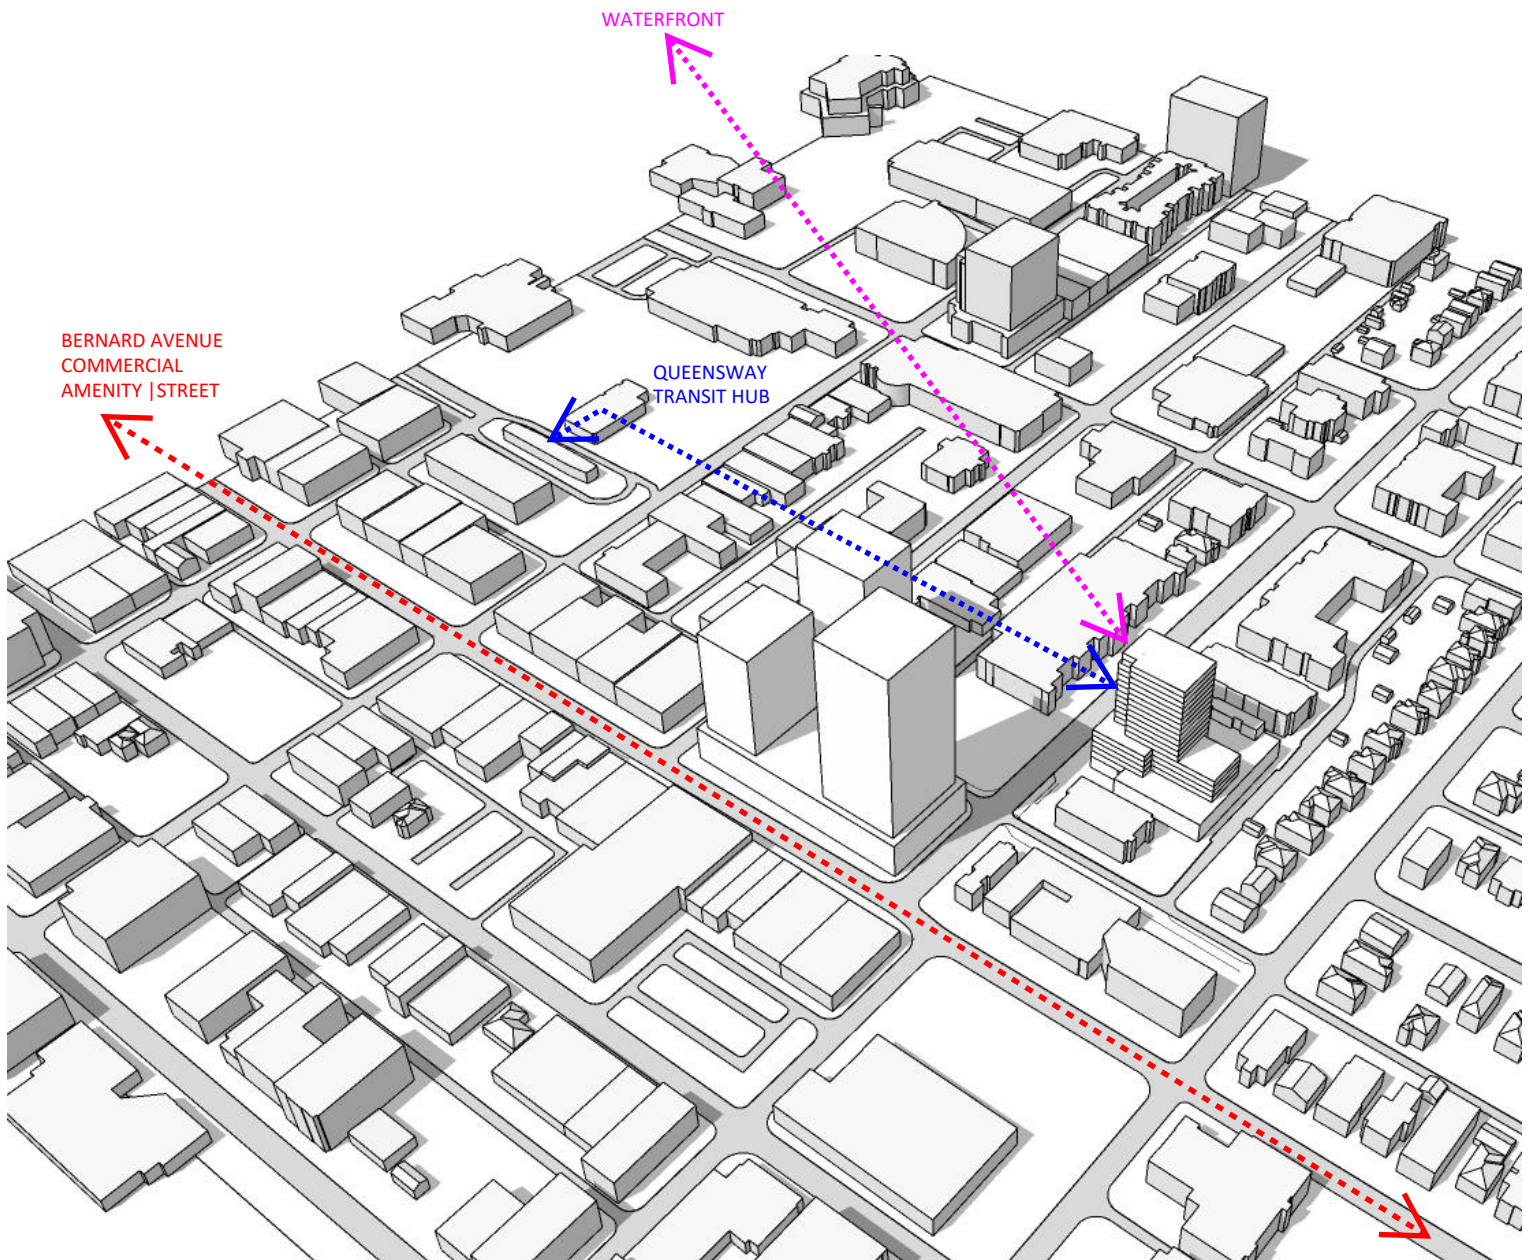 WATERFRONT
BERNARD AVENUE
COMMERCIAL
AMENITY |STREET
QUEENSWAY
TRANSIT HUB